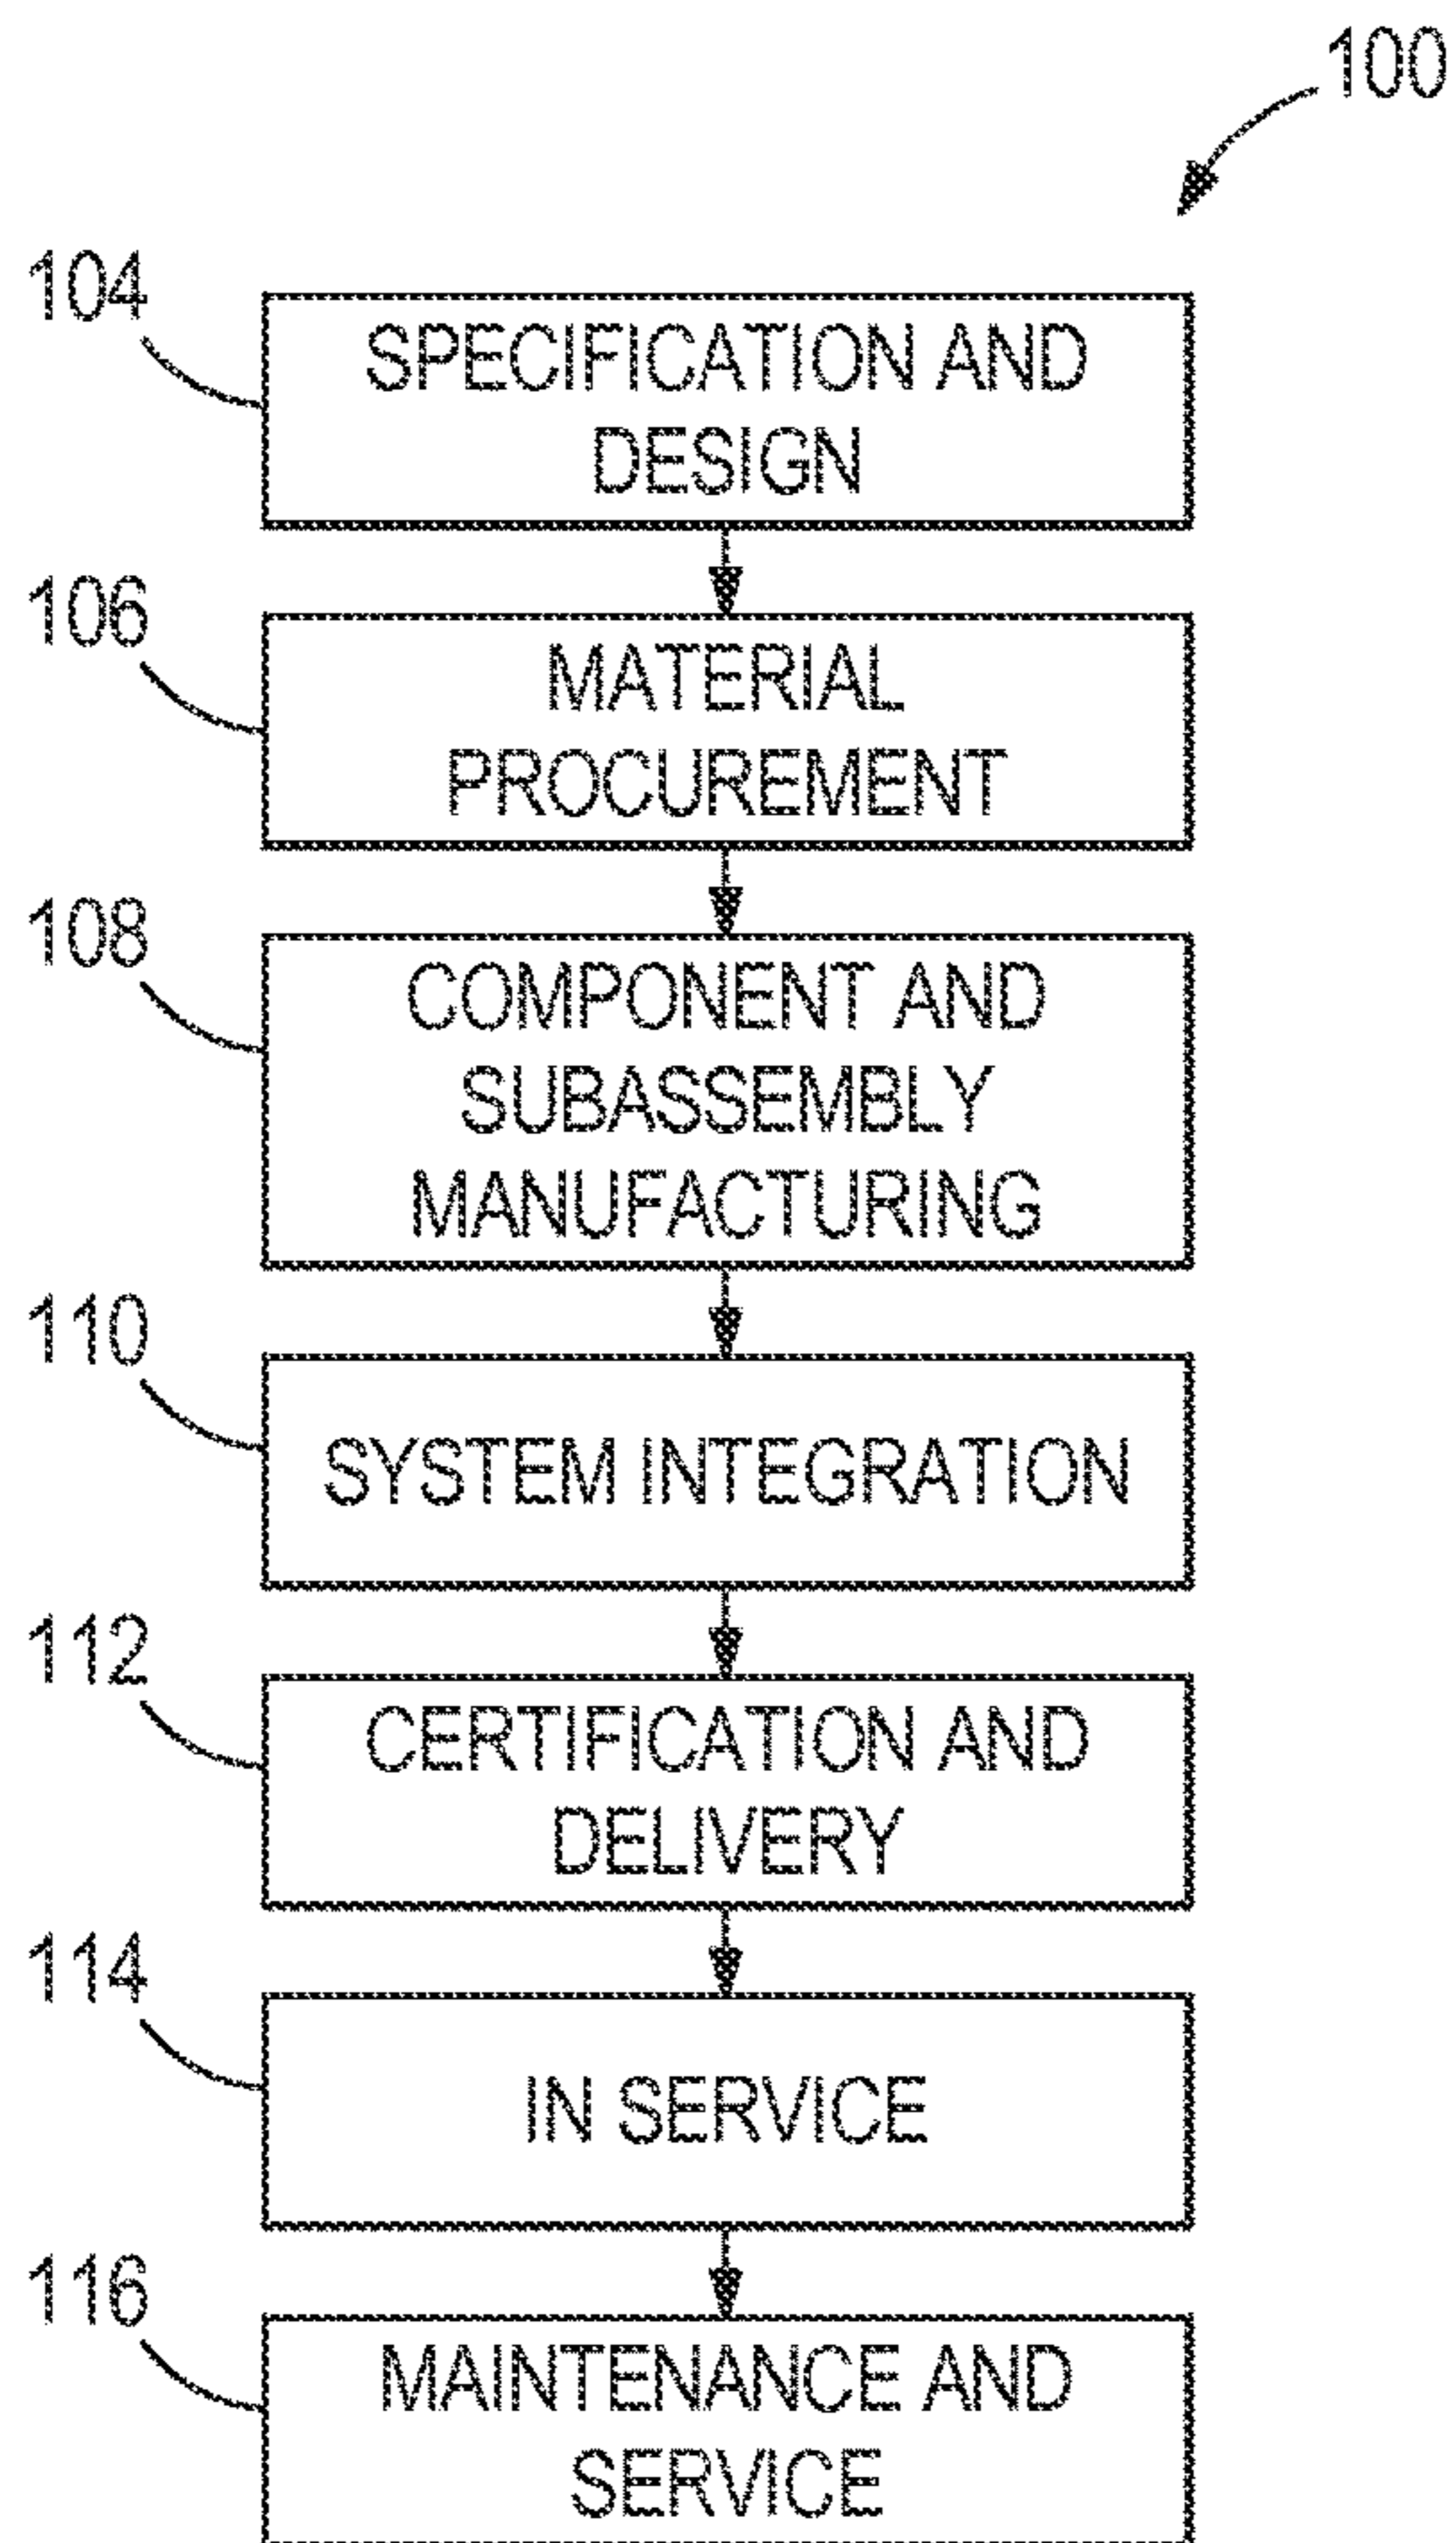 100
104
SPECIFICATION AND
DESIGN
106
MATERIAL
PROCUREMENT
108
COMPONENT AND
SUBASSEMBLY
MANUFACTURING
110
SYSTEM INTEGRATION
112
CERTIFICATION AND
DELIVERY
114
IN SERVICE
116
MAINTENANCE AND
SERVICE